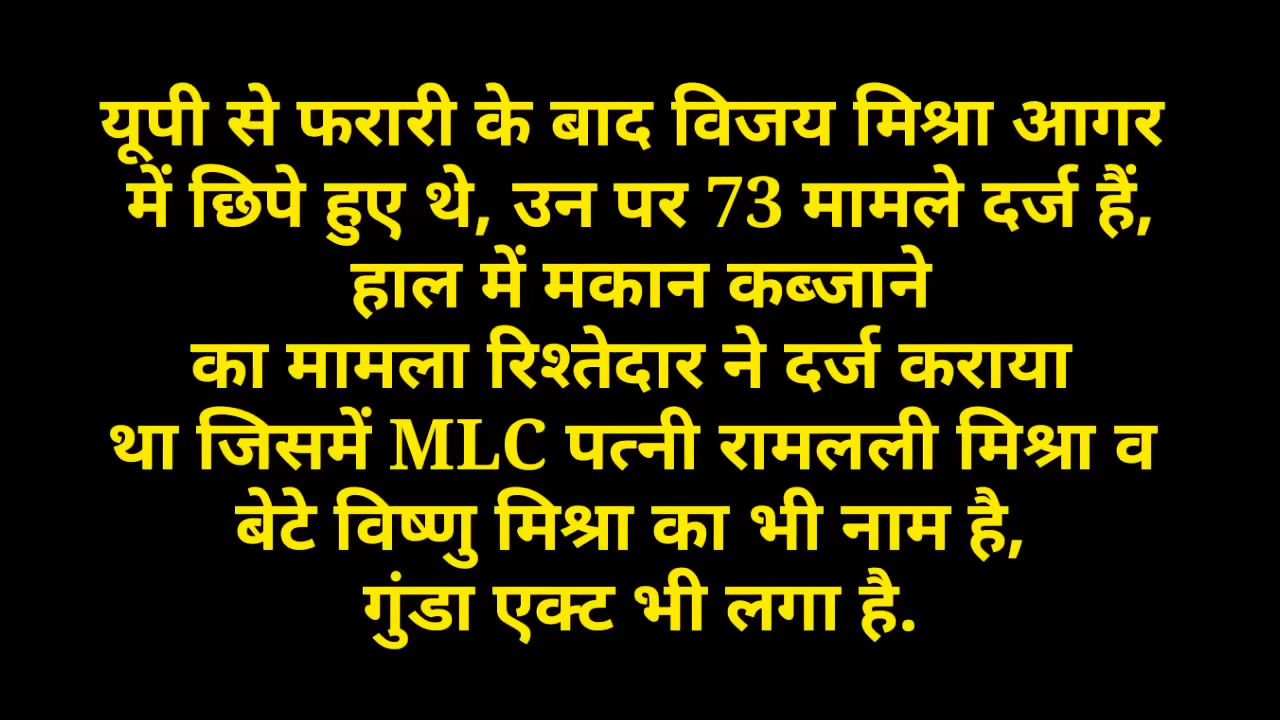 यूपी से फरारी के बाद विजय मिश्रा आगर
में छिपे हुए थे, उन पर 73 मामले दर्ज हैं,
हाल में मकान कब्जाने
का मामला रिश्तेदार ने दर्ज कराया
था जिसमें MLC पत्नी रामलली मिश्रा व
बेटे विष्णु मिश्रा का भी नाम है,
गुंडा एक्ट भी लगा है.